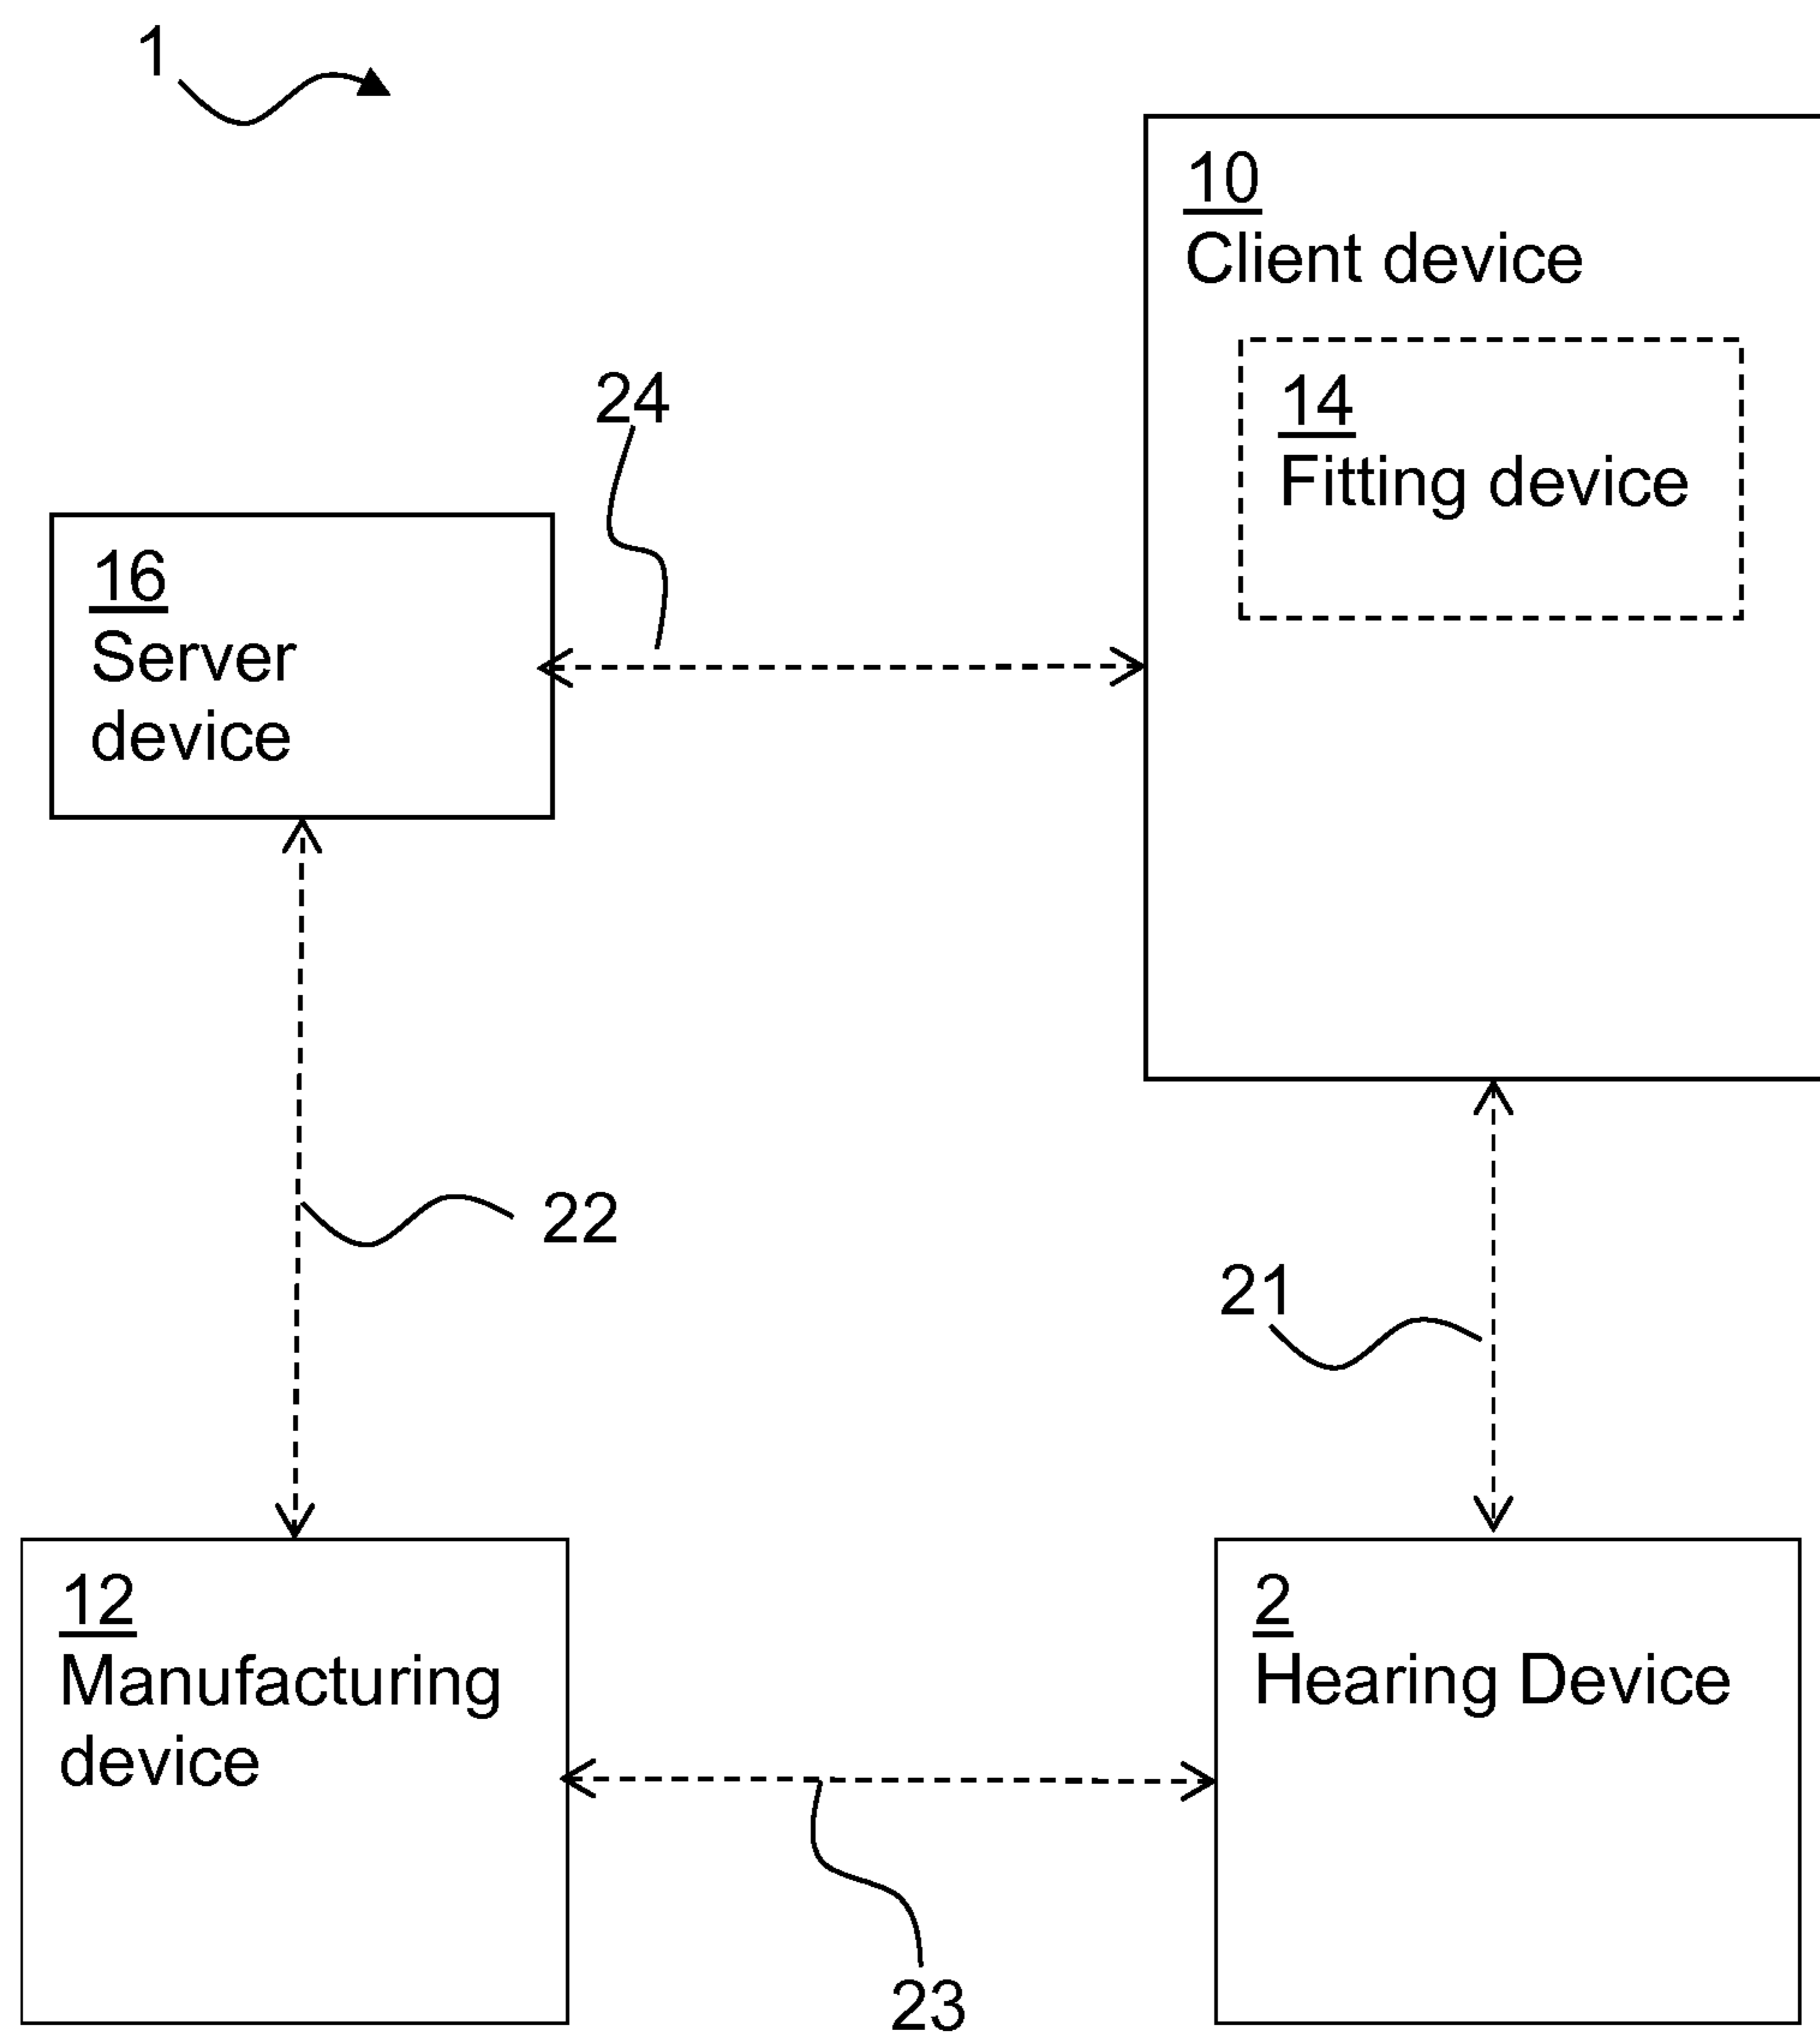 1
10
Client device
14
Fitting device
24
16
Server
device
22
21
12
Manufacturing
device
2
Hearing Device
23